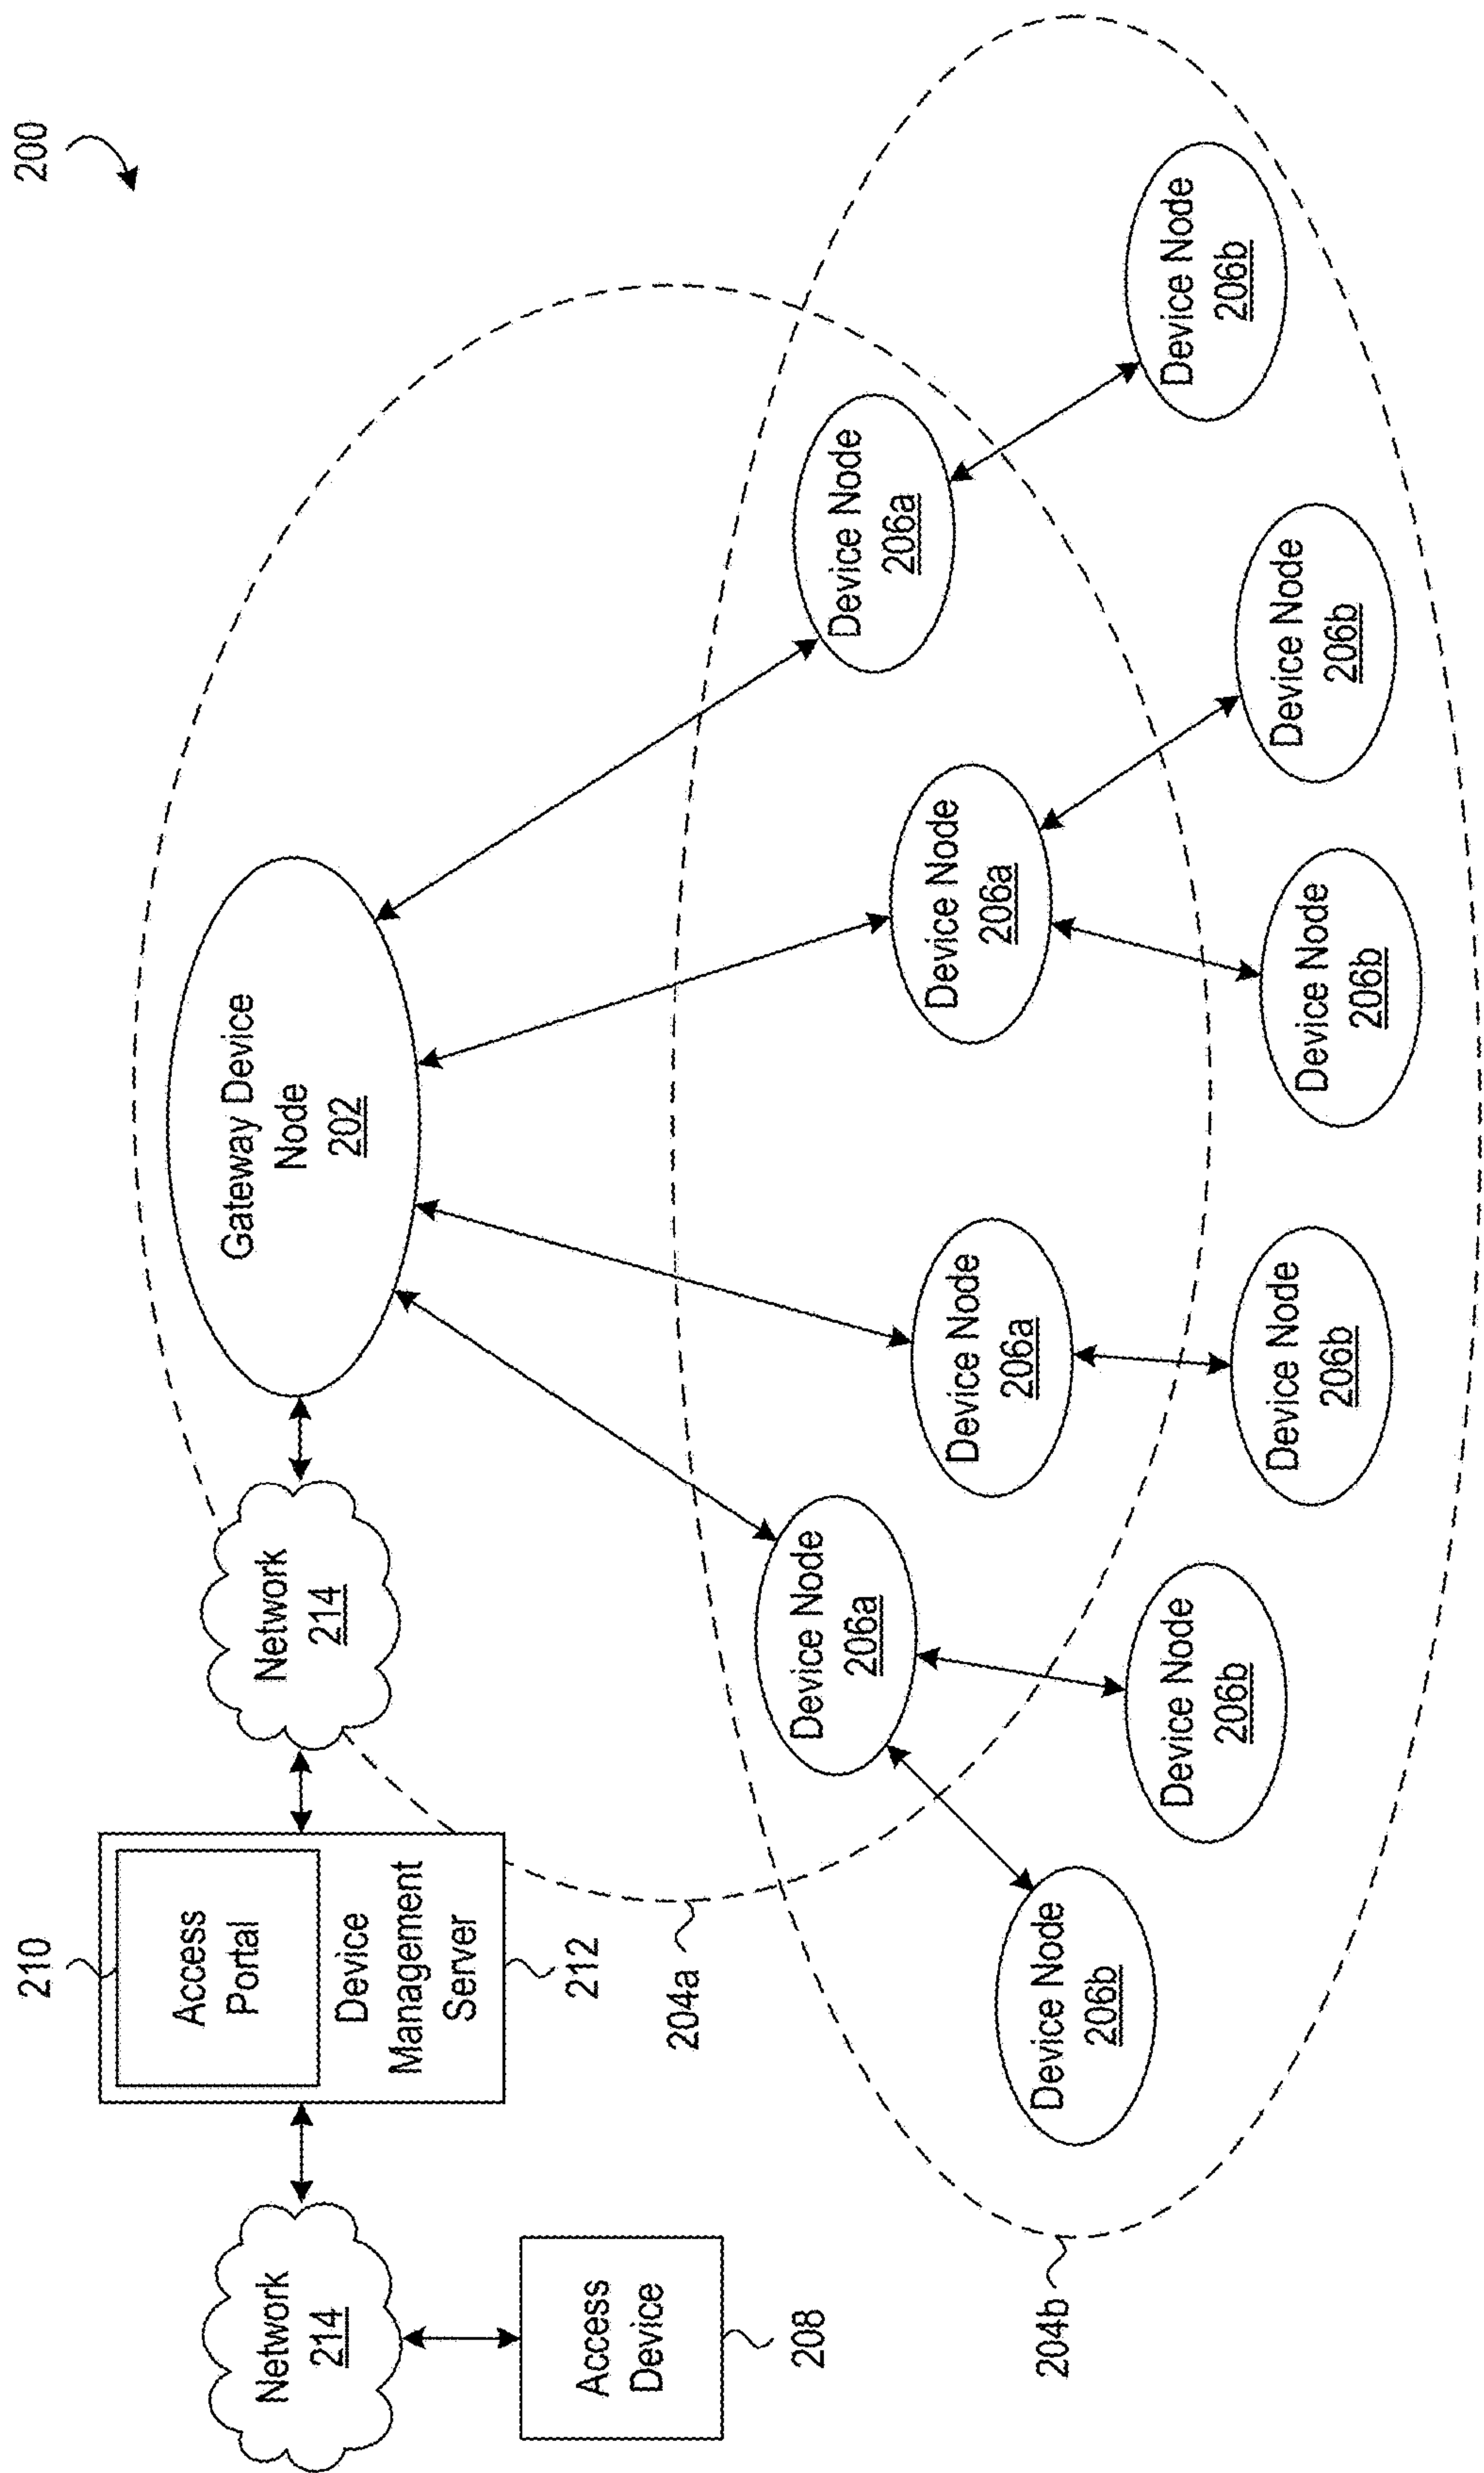 200
210
Access
Portal
Device
Management
Server
212
Network
214
Network
214
Access
Device
208
Gateway Device
Node
202
204a
204b
Device Node
206a
Device Node
206a
Device Node
206a
Device Node
206a
Device Node
206b
Device Node
206b
Device Node
206b
Device Node
206b
Device Node
206b
Device Node
206b